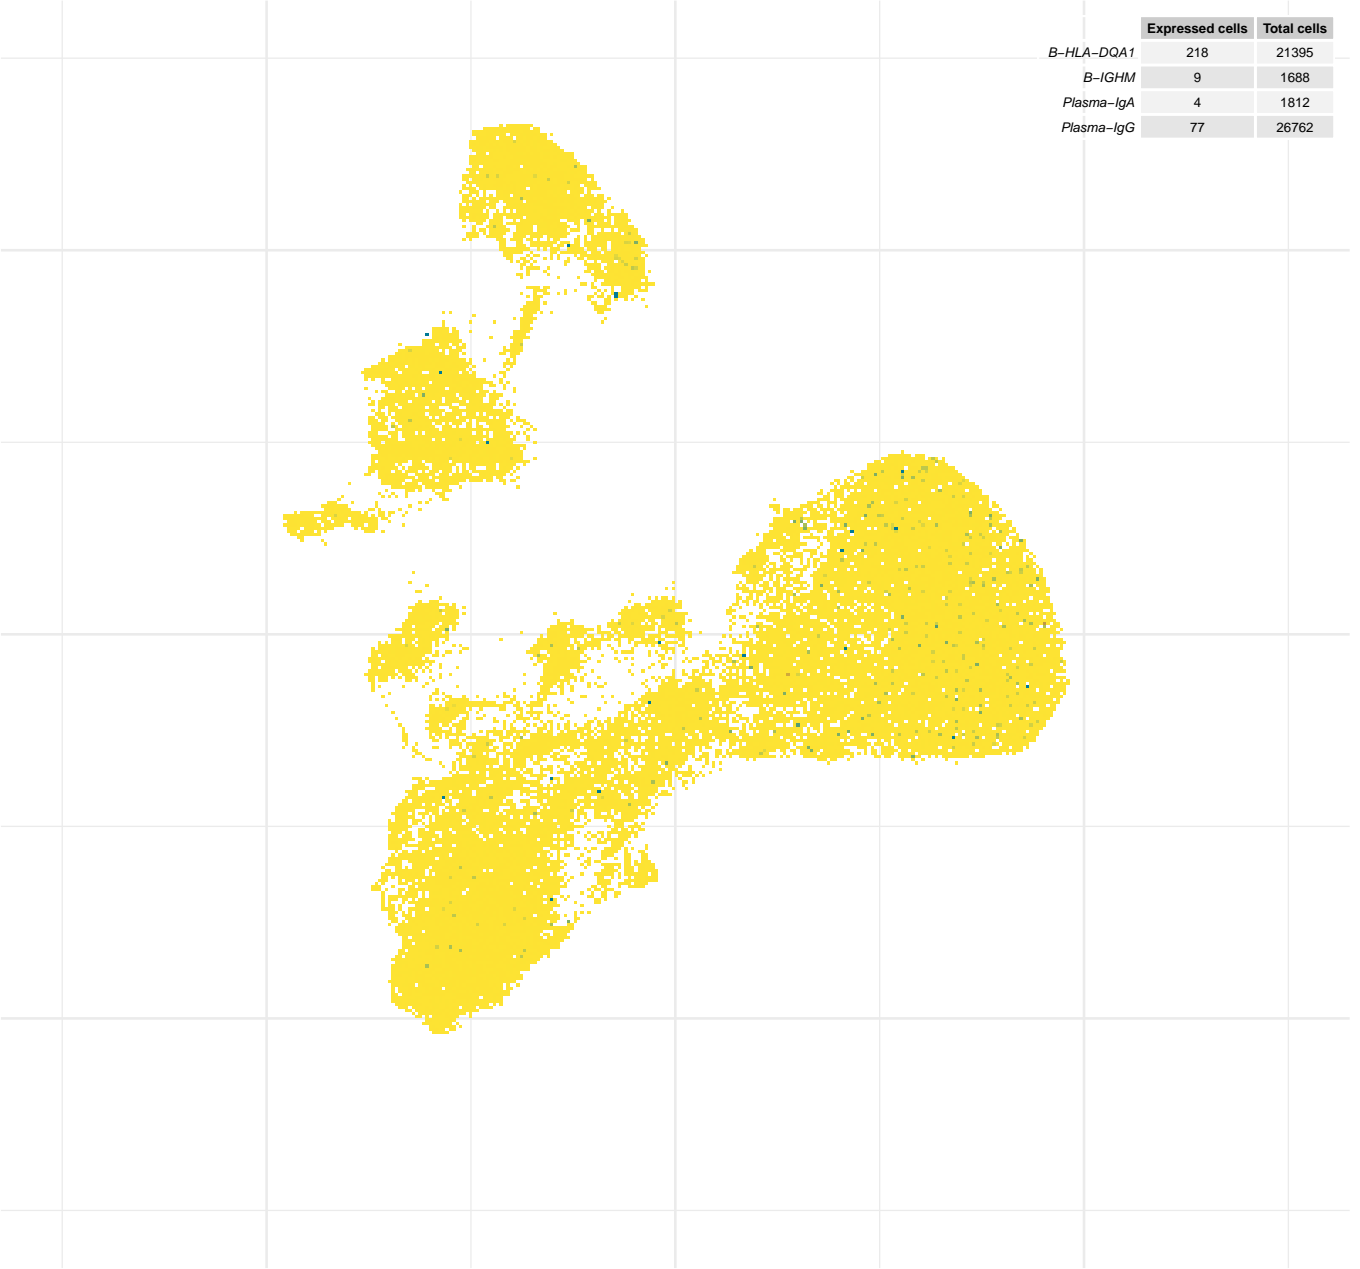 Expressed cells Total cells
B−HLA−DQA1 218 21395
B−IGHM 9 1688
Plasma−IgA 4 1812
Plasma−IgG 77 26762